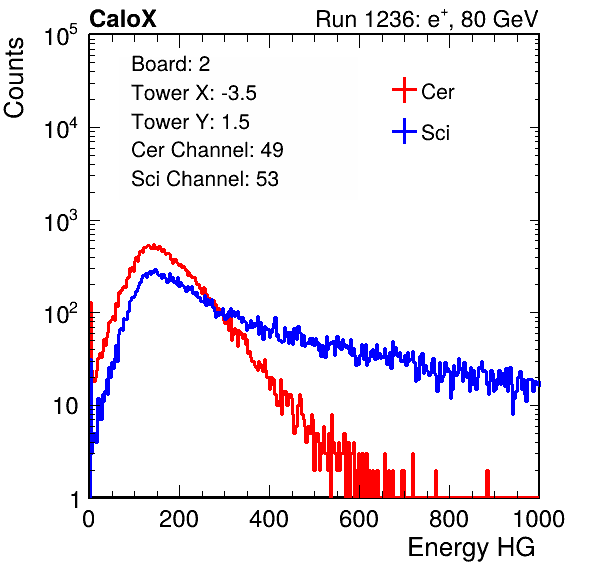 CaloX Run 1236: e⁺, 80 GeV
Counts
10⁵
10⁴
10³
10²
10
1
Board: 2
Tower X: -3.5
Tower Y: 1.5
Cer Channel: 49
Sci Channel: 53
Cer
Sci
0 200 400 600 800 1000
Energy HG